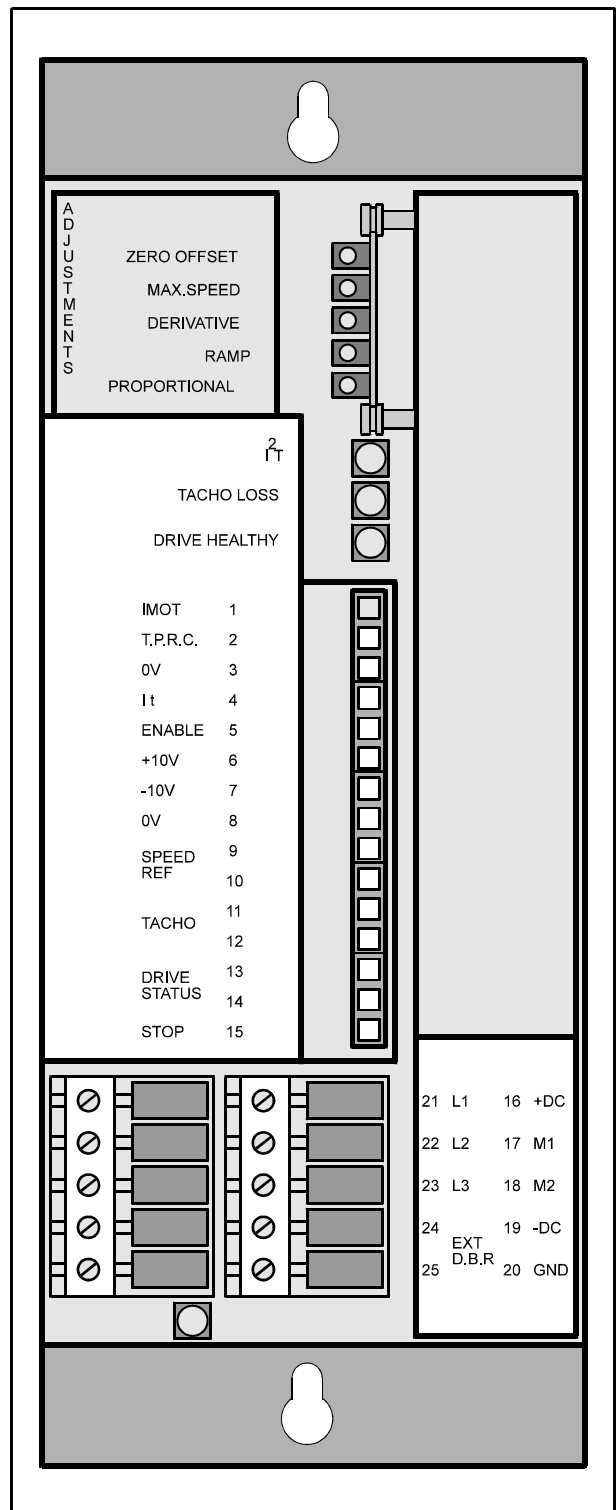 ADJUSTMENTS
ZERO OFFSET
MAX.SPEED
DERIVATIVE
RAMP
PROPORTIONAL
I²T
TACHO LOSS
DRIVE HEALTHY
IMOT 1
T.P.R.C. 2
0V 3
I t 4
ENABLE 5
+10V 6
-10V 7
0V 8
SPEED REF 9
10
TACHO 11
12
DRIVE STATUS 13
14
STOP 15
21 L1 16 +DC
22 L2 17 M1
23 L3 18 M2
24 19 -DC
EXT
D.B.R
25 20 GND